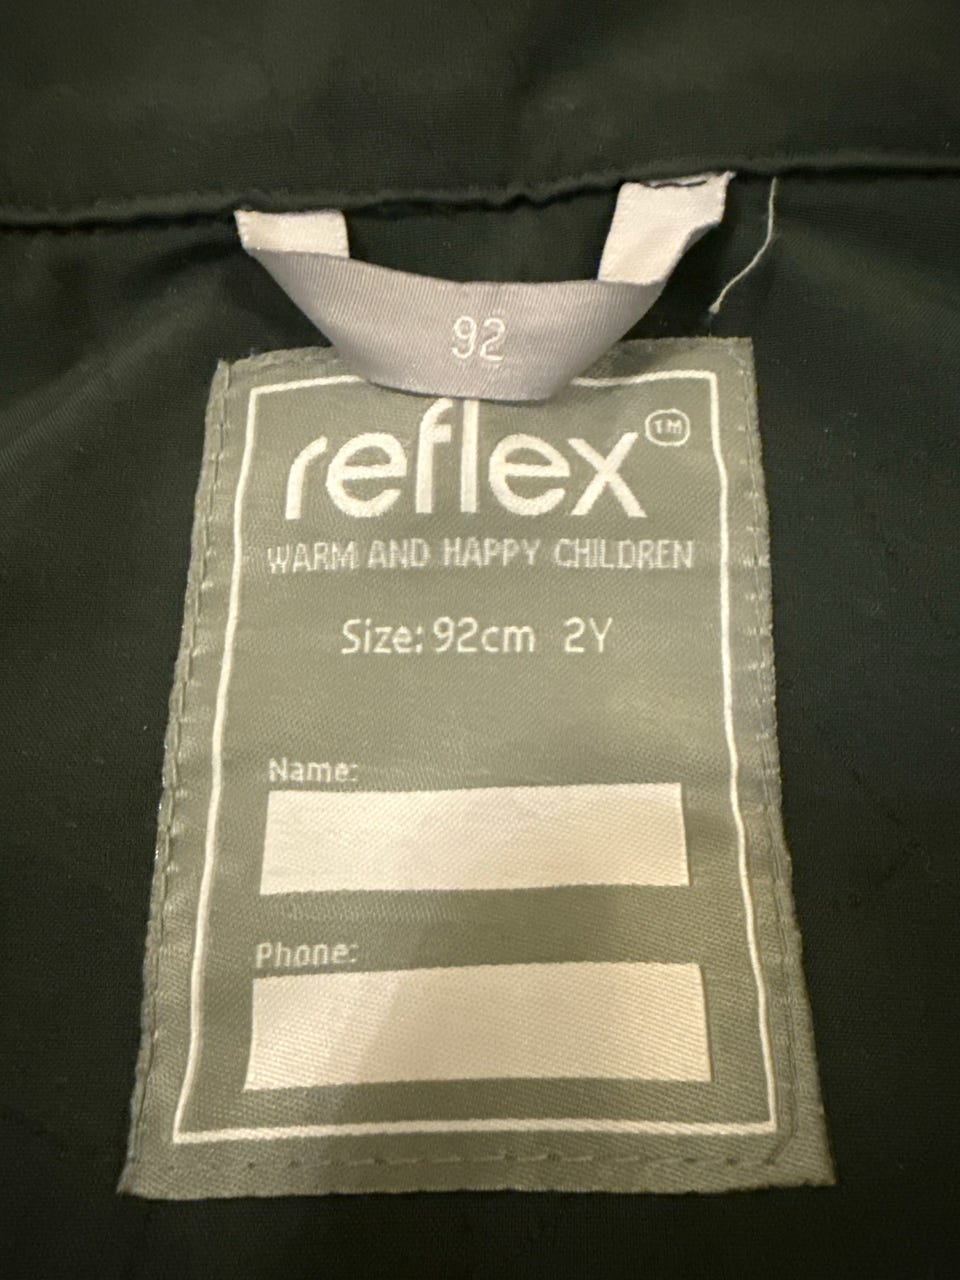 92
reflex™
WARM AND HAPPY CHILDREN
Size: 92cm 2Y
Name:
Phone: